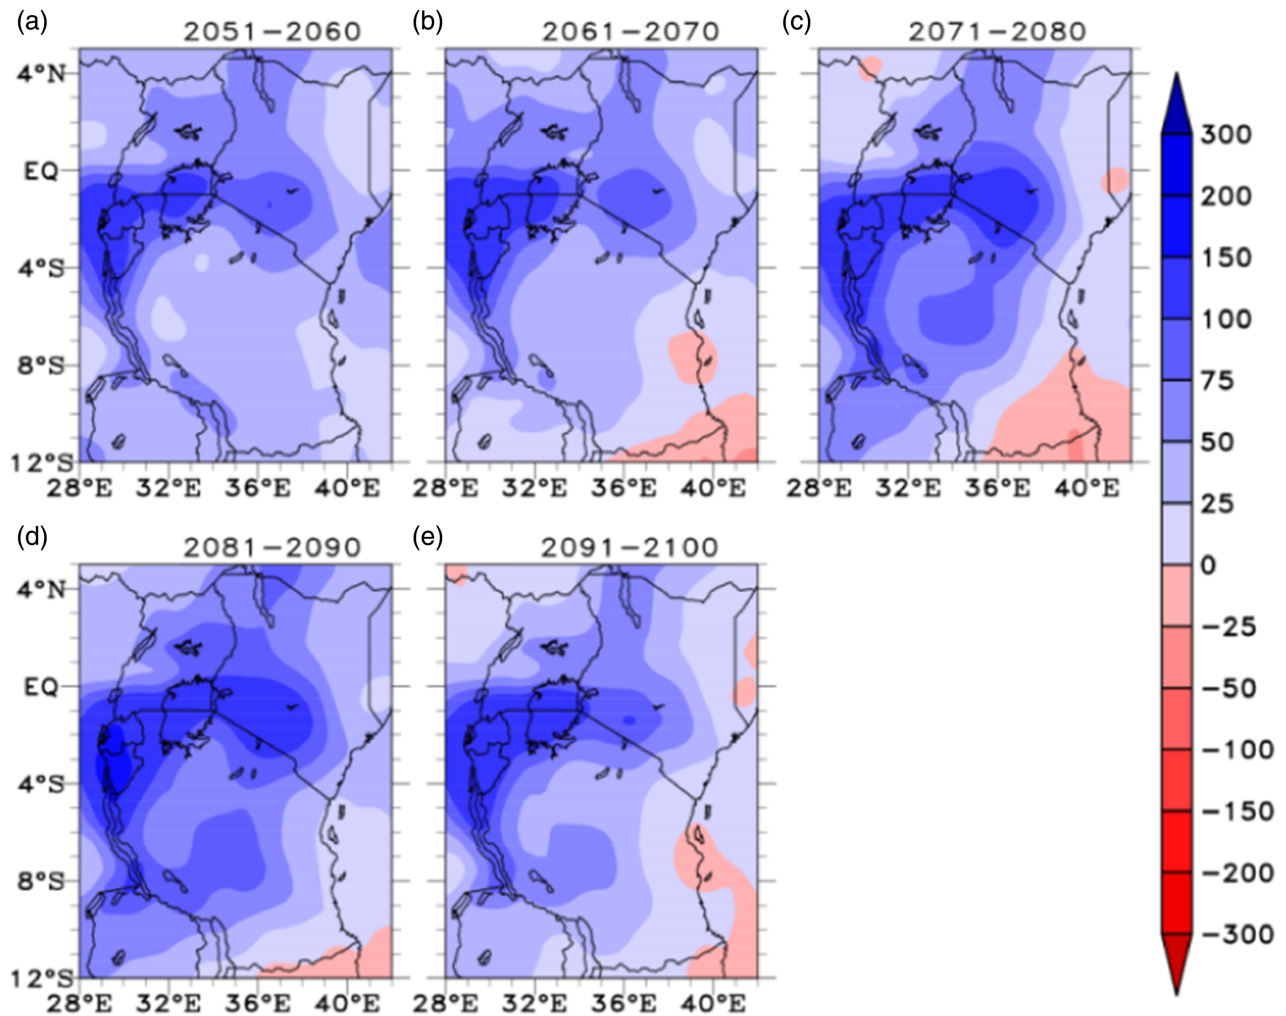 (a) 2051−2060
(b) 2061−2070
(c) 2071−2080
4°N
EQ
4°S
8°S
12°S
28°E 32°E 36°E 40°E
28°E 32°E 36°E 40°E
28°E 32°E 36°E 40°E
300
200
150
100
75
50
25
0
−25
−50
−100
−150
−200
−300
(d) 2081−2090
(e) 2091−2100
4°N
EQ
4°S
8°S
12°S
28°E 32°E 36°E 40°E
28°E 32°E 36°E 40°E